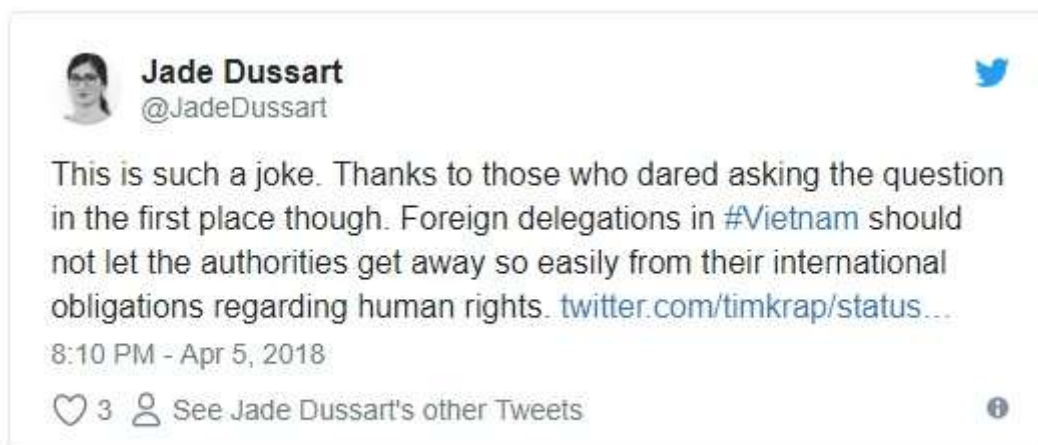 Jade Dussart
@JadeDussart
This is such a joke. Thanks to those who dared asking the question
in the first place though. Foreign delegations in #Vietnam should
not let the authorities get away so easily from their international
obligations regarding human rights. twitter.com/timkrap/status...
8:10 PM - Apr 5, 2018
3 See Jade Dussart's other Tweets